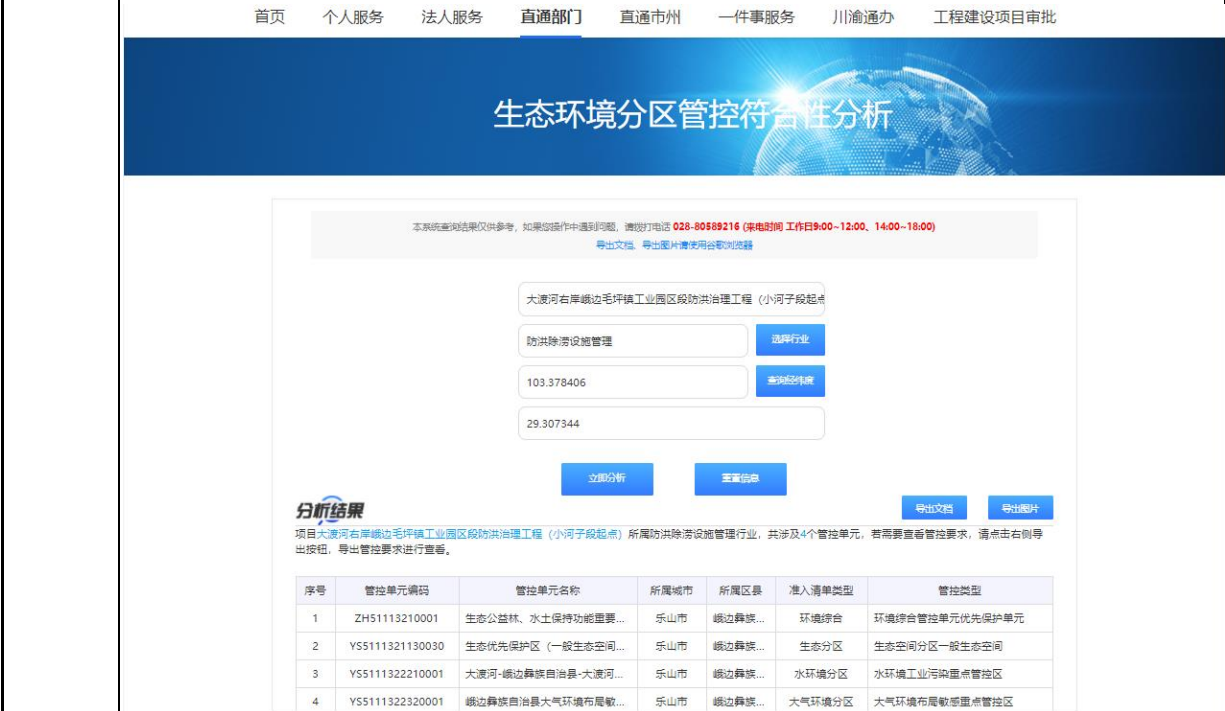 首页 个人服务 法人服务 直通部门 直通市州 一件事服务 川渝通办 工程建设项目审批
生态环境分区管控符合性分析
本系统查询结果仅供参考，如果您操作中遇到问题，请拨打电话 028-80589216 (来电时间 工作日9:00~12:00、14:00~18:00)
导出文档、导出图片请使用谷歌浏览器
大渡河右岸峨边毛坪镇工业园区段防洪治理工程（小河子段起点
防洪除涝设施管理 选择行业
103.378406 查询经纬度
29.307344
立即分析 重置信息
分析结果 导出文档 导出图片
项目大渡河右岸峨边毛坪镇工业园区段防洪治理工程（小河子段起点）所属防洪除涝设施管理行业，共涉及4个管控单元，若需要查看管控要求，请点击右侧导
出按钮，导出管控要求进行查看。
序号 管控单元编码 管控单元名称 所属城市 所属区县 准入清单类型 管控类型
1 ZH51113210001 生态公益林、水土保持功能重要... 乐山市 峨边彝族... 环境综合 环境综合管控单元优先保护单元
2 YS5111321130030 生态优先保护区（一般生态空间... 乐山市 峨边彝族... 生态分区 生态空间分区一般生态空间
3 YS5111322210001 大渡河-峨边彝族自治县-大渡河... 乐山市 峨边彝族... 水环境分区 水环境工业污染重点管控区
4 YS5111322320001 峨边彝族自治县大气环境布局敏... 乐山市 峨边彝族... 大气环境分区 大气环境布局敏感重点管控区